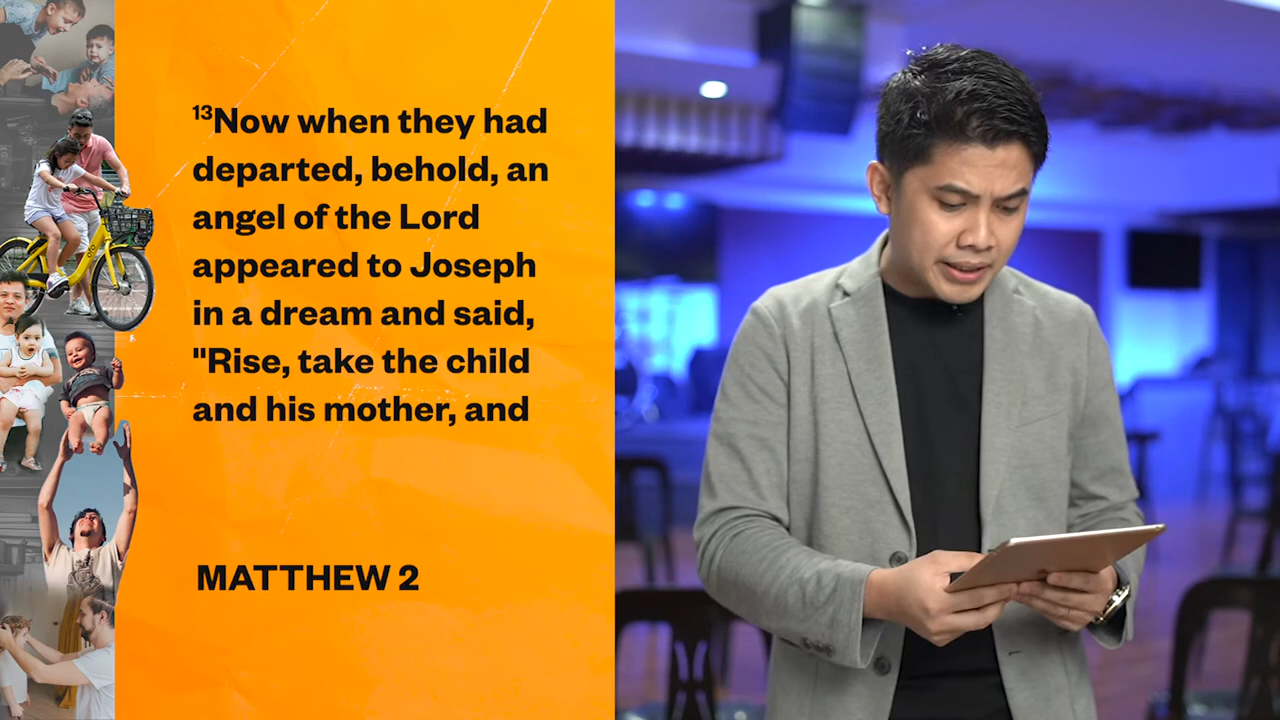 ¹³Now when they had
departed, behold, an
angel of the Lord
appeared to Joseph
in a dream and said,
"Rise, take the child
and his mother, and
MATTHEW 2